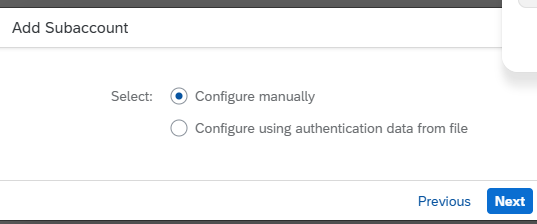 Add Subaccount
Select: Configure manually
Configure using authentication data from file
Previous Next